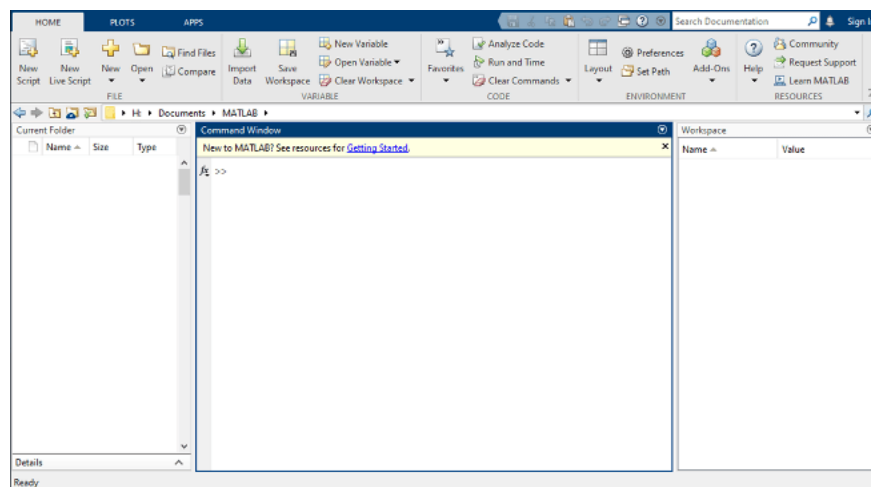 HOME PLOTS APPS Search Documentation Sign
New Script New Live Script New Open Find Files Import Data Save Workspace New Variable Favorites Analyze Code Layout Preferences Add-Ons Help Community
Compare Open Variable Run and Time Set Path Request Support
Clear Workspace Clear Commands Learn MATLAB
FILE VARIABLE CODE ENVIRONMENT RESOURCES
H: Documents MATLAB
Current Folder Command Window Workspace
Name Size Type New to MATLAB? See resources for Getting Started. Name Value
fx >>
Details
Ready